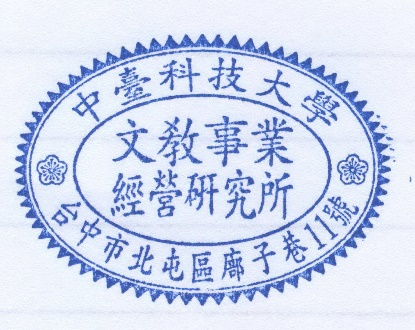 中臺科技大學
文教事業
經營研究所
台中市北屯區廍子巷11號